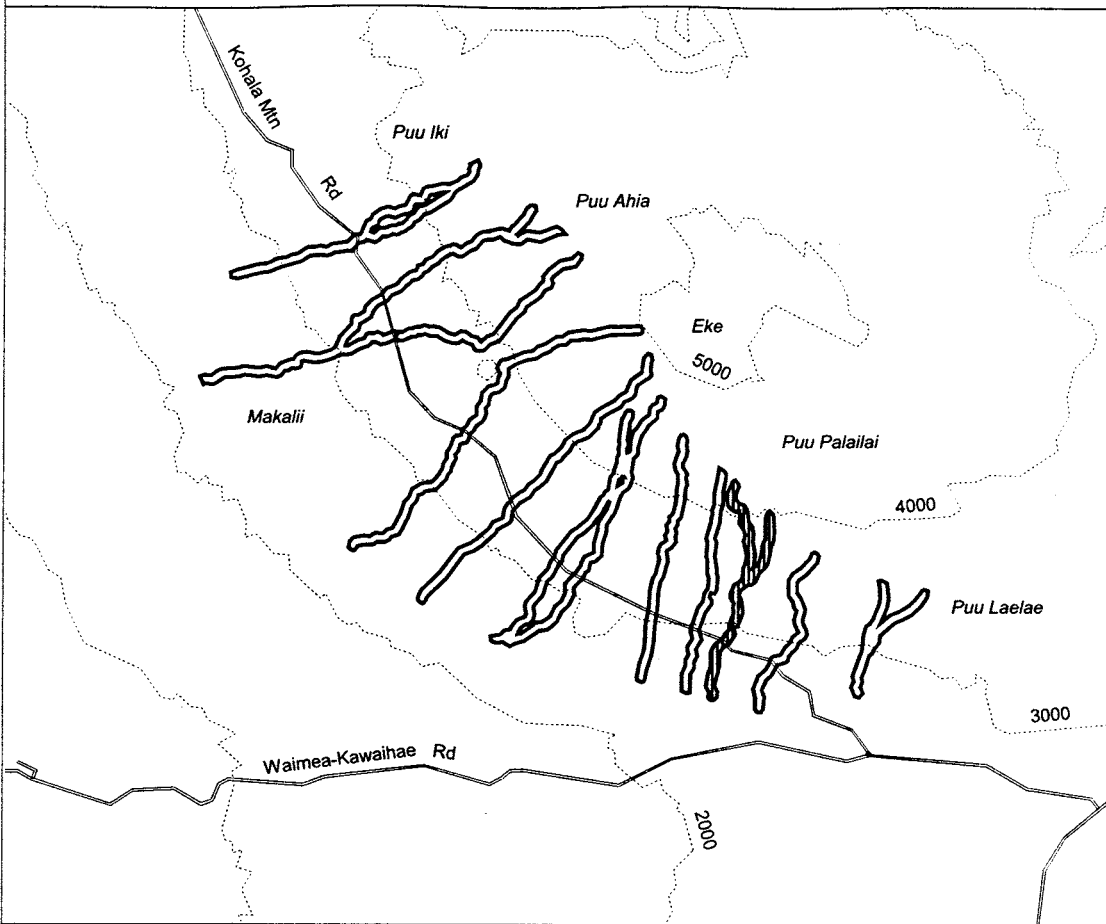 Kohala Mtn
Rd
Puu Iki
Puu Ahia
Eke
5000
Makalii
Puu Palailai
4000
Puu Laelae
3000
Waimea-Kawaihae Rd
2000